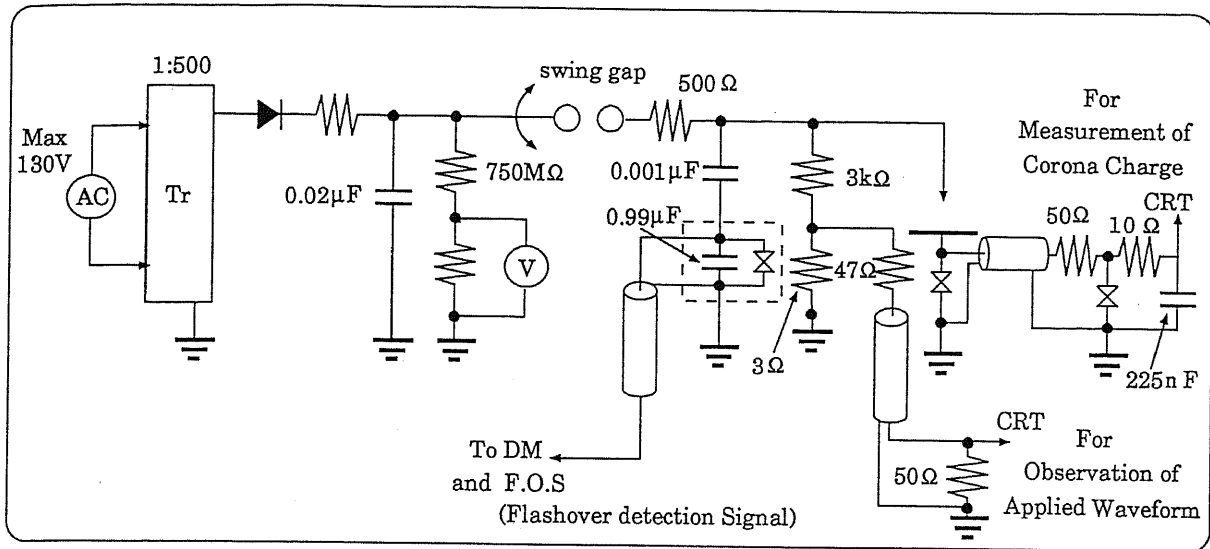 1:500
swing gap
500 Ω
For
Measurement of
Corona Charge
Max
130V
AC
Tr
0.02μF
750MΩ
V
0.001μF
0.99μF
3kΩ
47Ω
3Ω
50Ω
10 Ω
CRT
225n F
To DM
and F.O.S
(Flashover detection Signal)
CRT
50Ω
For
Observation of
Applied Waveform